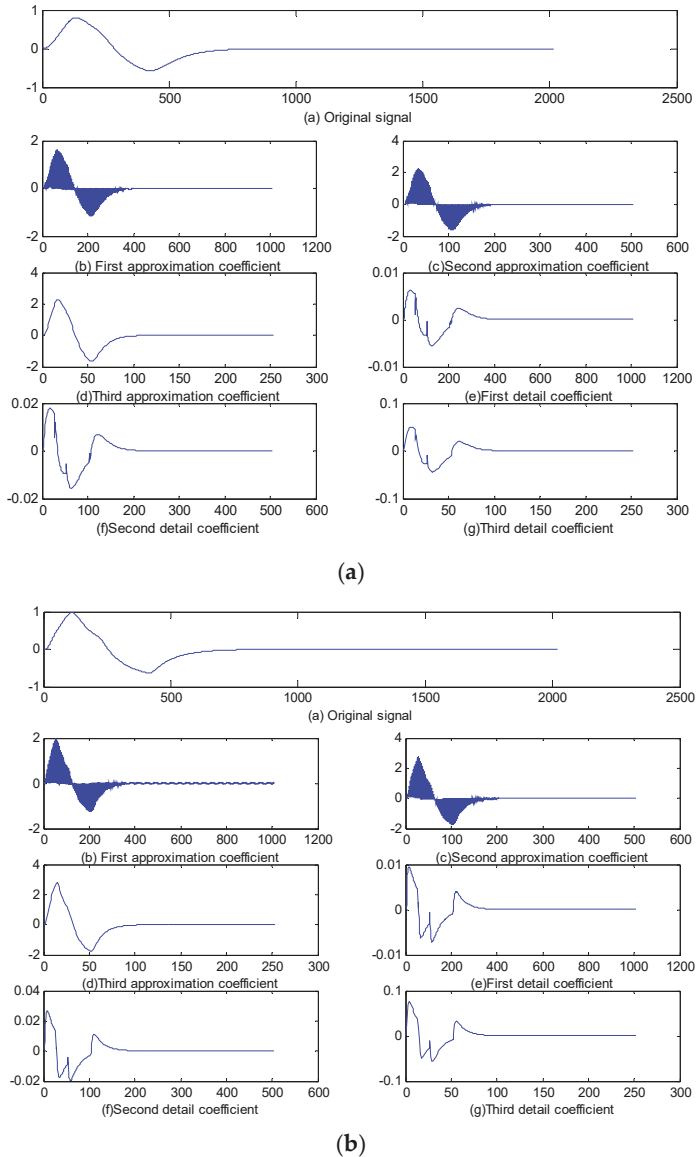 1
0
-1
0 500 1000 1500 2000 2500
(a) Original signal
2
0
-2
0 200 400 600 800 1000 1200
(b) First approximation coefficient
4
2
0
-2
0 100 200 300 400 500 600
(c)Second approximation coefficient
4
2
0
-2
0 50 100 150 200 250 300
(d)Third approximation coefficient
0.01
0
-0.01
0 200 400 600 800 1000 1200
(e)First detail coefficient
0.02
0
-0.02
0 100 200 300 400 500 600
(f)Second detail coefficient
0.1
0
-0.1
0 50 100 150 200 250 300
(g)Third detail coefficient
(a)
1
0
-1
0 500 1000 1500 2000 2500
(a) Original signal
2
0
-2
0 200 400 600 800 1000 1200
(b) First approximation coefficient
4
2
0
-2
0 100 200 300 400 500 600
(c)Second approximation coefficient
4
2
0
-2
0 50 100 150 200 250 300
(d)Third approximation coefficient
0.01
0
-0.01
0 200 400 600 800 1000 1200
(e)First detail coefficient
0.04
0.02
0
-0.02
0 100 200 300 400 500 600
(f)Second detail coefficient
0.1
0
-0.1
0 50 100 150 200 250 300
(g)Third detail coefficient
(b)